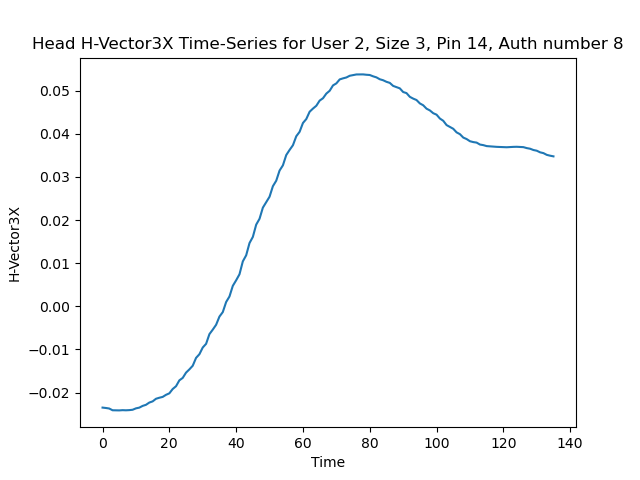 Head H-Vector3X Time-Series for User 2, Size 3, Pin 14, Auth number 8
0.05
0.04
0.03
0.02
0.01
0.00
−0.01
−0.02
H-Vector3X
0 20 40 60 80 100 120 140
Time